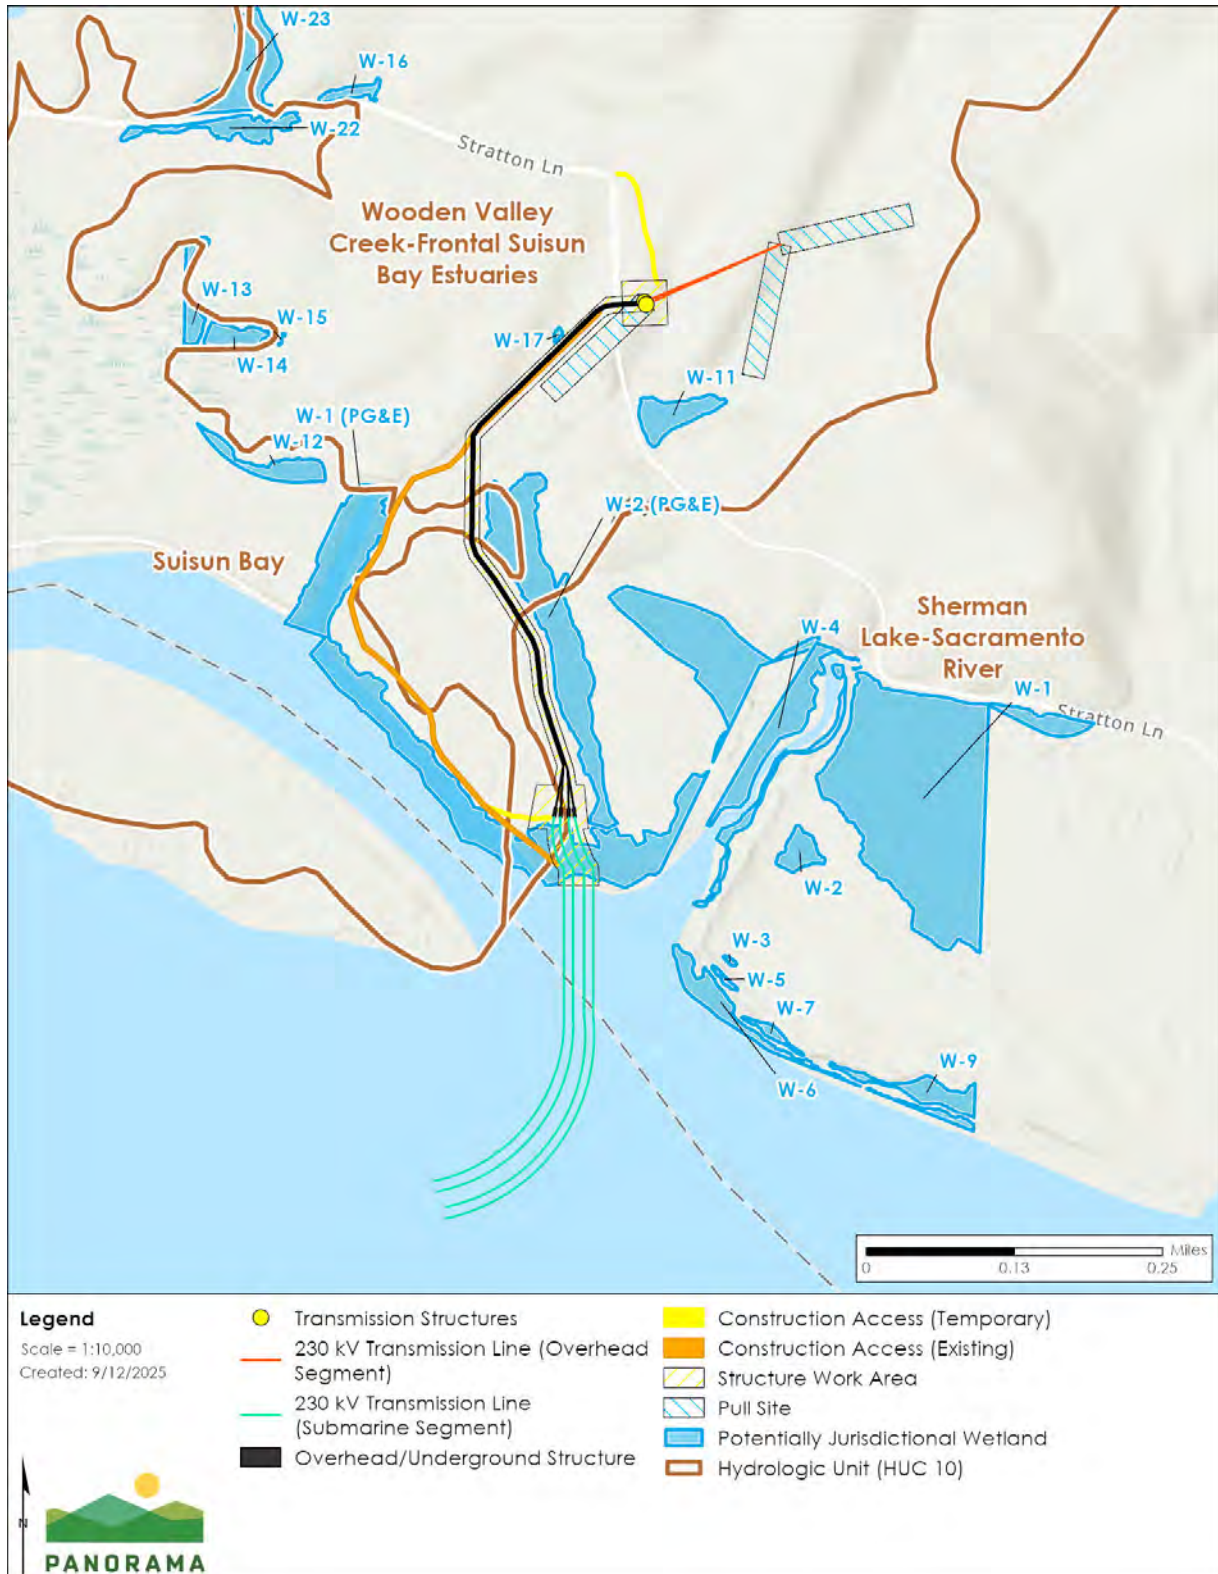 W-23
W-16
W-22
Stratton Ln
Wooden Valley
Creek-Frontal Suisun
Bay Estuaries
W-13
W-15
W-14
W-17
W-11
W-1 (PG&E)
W-12
W-2 (PG&E)
Suisun Bay
Sherman
Lake-Sacramento
River
W-4
W-1
Stratton Ln
W-2
W-3
W-5
W-7
W-6
W-9
Miles
0
0.13
0.25
Legend
Scale = 1:10,000
Created: 9/12/2025
N
PANORAMA
Transmission Structures
230 kV Transmission Line (Overhead
Segment)
230 kV Transmission Line
(Submarine Segment)
Overhead/Underground Structure
Construction Access (Temporary)
Construction Access (Existing)
Structure Work Area
Pull Site
Potentially Jurisdictional Wetland
Hydrologic Unit (HUC 10)